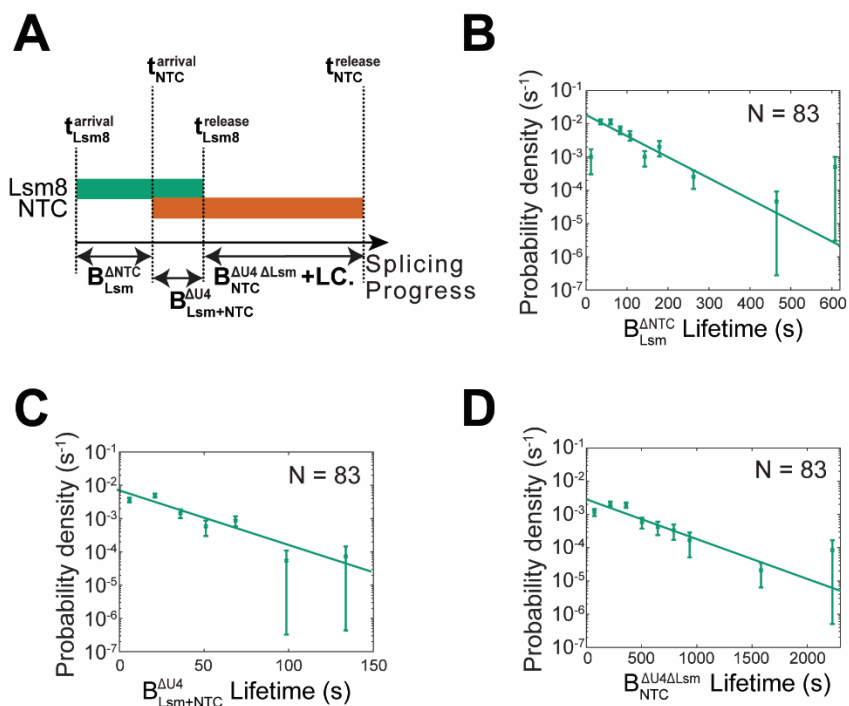 A
t^arrival_NTC t^release_NTC
t^arrival_Lsm8 t^release_Lsm8
Lsm8
NTC
B^ΔNTC_Lsm B^ΔU4_Lsm+NTC B^ΔU4 ΔLsm_NTC +LC. Splicing
Progress
B
N = 83
Probability density (s⁻¹)
10⁻¹
10⁻²
10⁻³
10⁻⁴
10⁻⁵
10⁻⁶
10⁻⁷
0 100 200 300 400 500 600
B^ΔNTC_Lsm Lifetime (s)
C
N = 83
Probability density (s⁻¹)
10⁻¹
10⁻²
10⁻³
10⁻⁴
10⁻⁵
10⁻⁶
10⁻⁷
0 50 100 150
B^ΔU4_Lsm+NTC Lifetime (s)
D
N = 83
Probability density (s⁻¹)
10⁻¹
10⁻²
10⁻³
10⁻⁴
10⁻⁵
10⁻⁶
10⁻⁷
0 500 1000 1500 2000
B^ΔU4ΔLsm_NTC Lifetime (s)